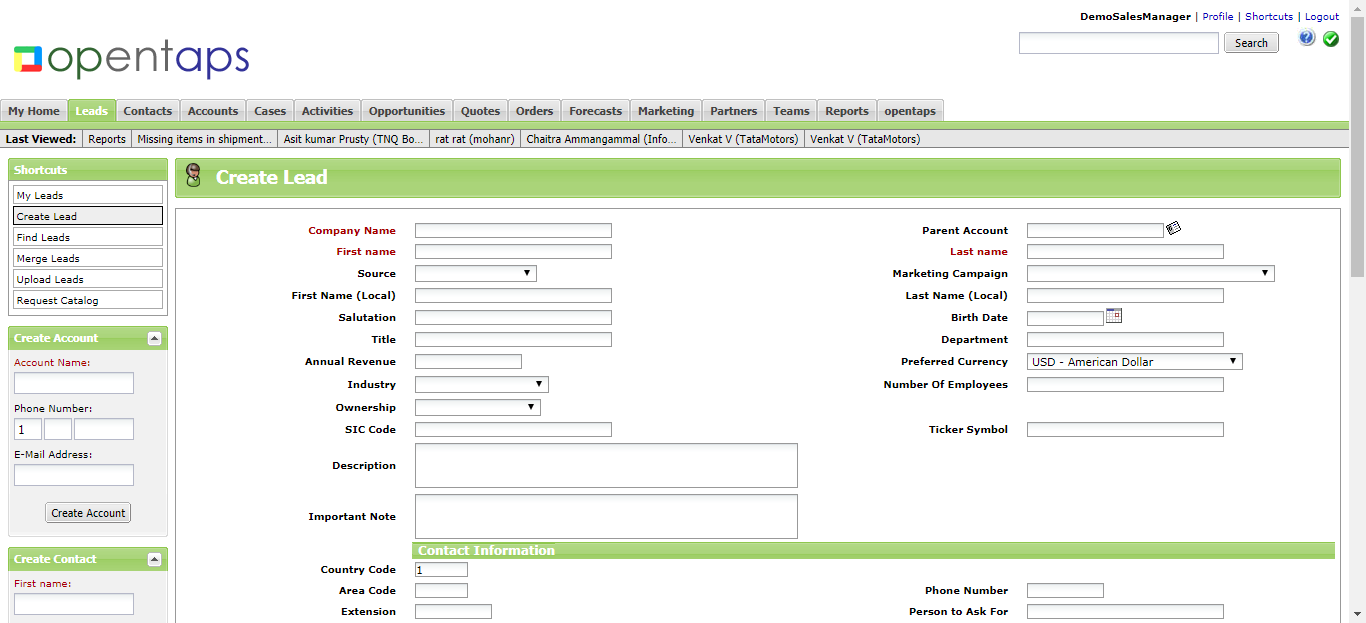 DemoSalesManager | Profile | Shortcuts | Logout
Search
opentaps
My Home Leads Contacts Accounts Cases Activities Opportunities Quotes Orders Forecasts Marketing Partners Teams Reports opentaps
Last Viewed: Reports Missing items in shipment... Asit kumar Prusty (TNQ Bo... rat rat (mohanr) Chaitra Ammangammal (Info... Venkat V (TataMotors) Venkat V (TataMotors)
Shortcuts
My Leads
Create Lead
Find Leads
Merge Leads
Upload Leads
Request Catalog
Create Account
Account Name:
Phone Number:
1
E-Mail Address:
Create Account
Create Contact
First name:
Create Lead
Company Name Parent Account
First name Last name
Source Marketing Campaign
First Name (Local) Last Name (Local)
Salutation Birth Date
Title Department
Annual Revenue Preferred Currency USD - American Dollar
Industry Number Of Employees
Ownership
SIC Code Ticker Symbol
Description
Important Note
Contact Information
Country Code 1
Area Code Phone Number
Extension Person to Ask For